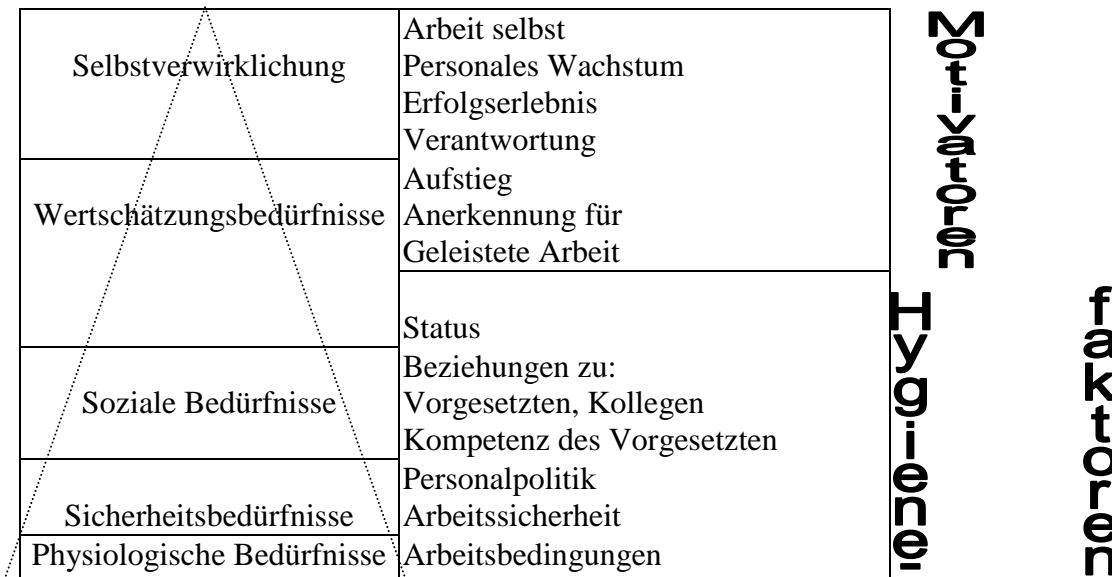 Selbstverwirklichung
Arbeit selbst
Personales Wachstum
Erfolgserlebnis
Verantwortung
Wertschätzungsbedürfnisse
Aufstieg
Anerkennung für
Geleistete Arbeit
Status
Soziale Bedürfnisse
Beziehungen zu:
Vorgesetzten, Kollegen
Kompetenz des Vorgesetzten
Sicherheitsbedürfnisse
Personalpolitik
Arbeitssicherheit
Physiologische Bedürfnisse
Arbeitsbedingungen
Motivatoren
Hygiene-
faktoren